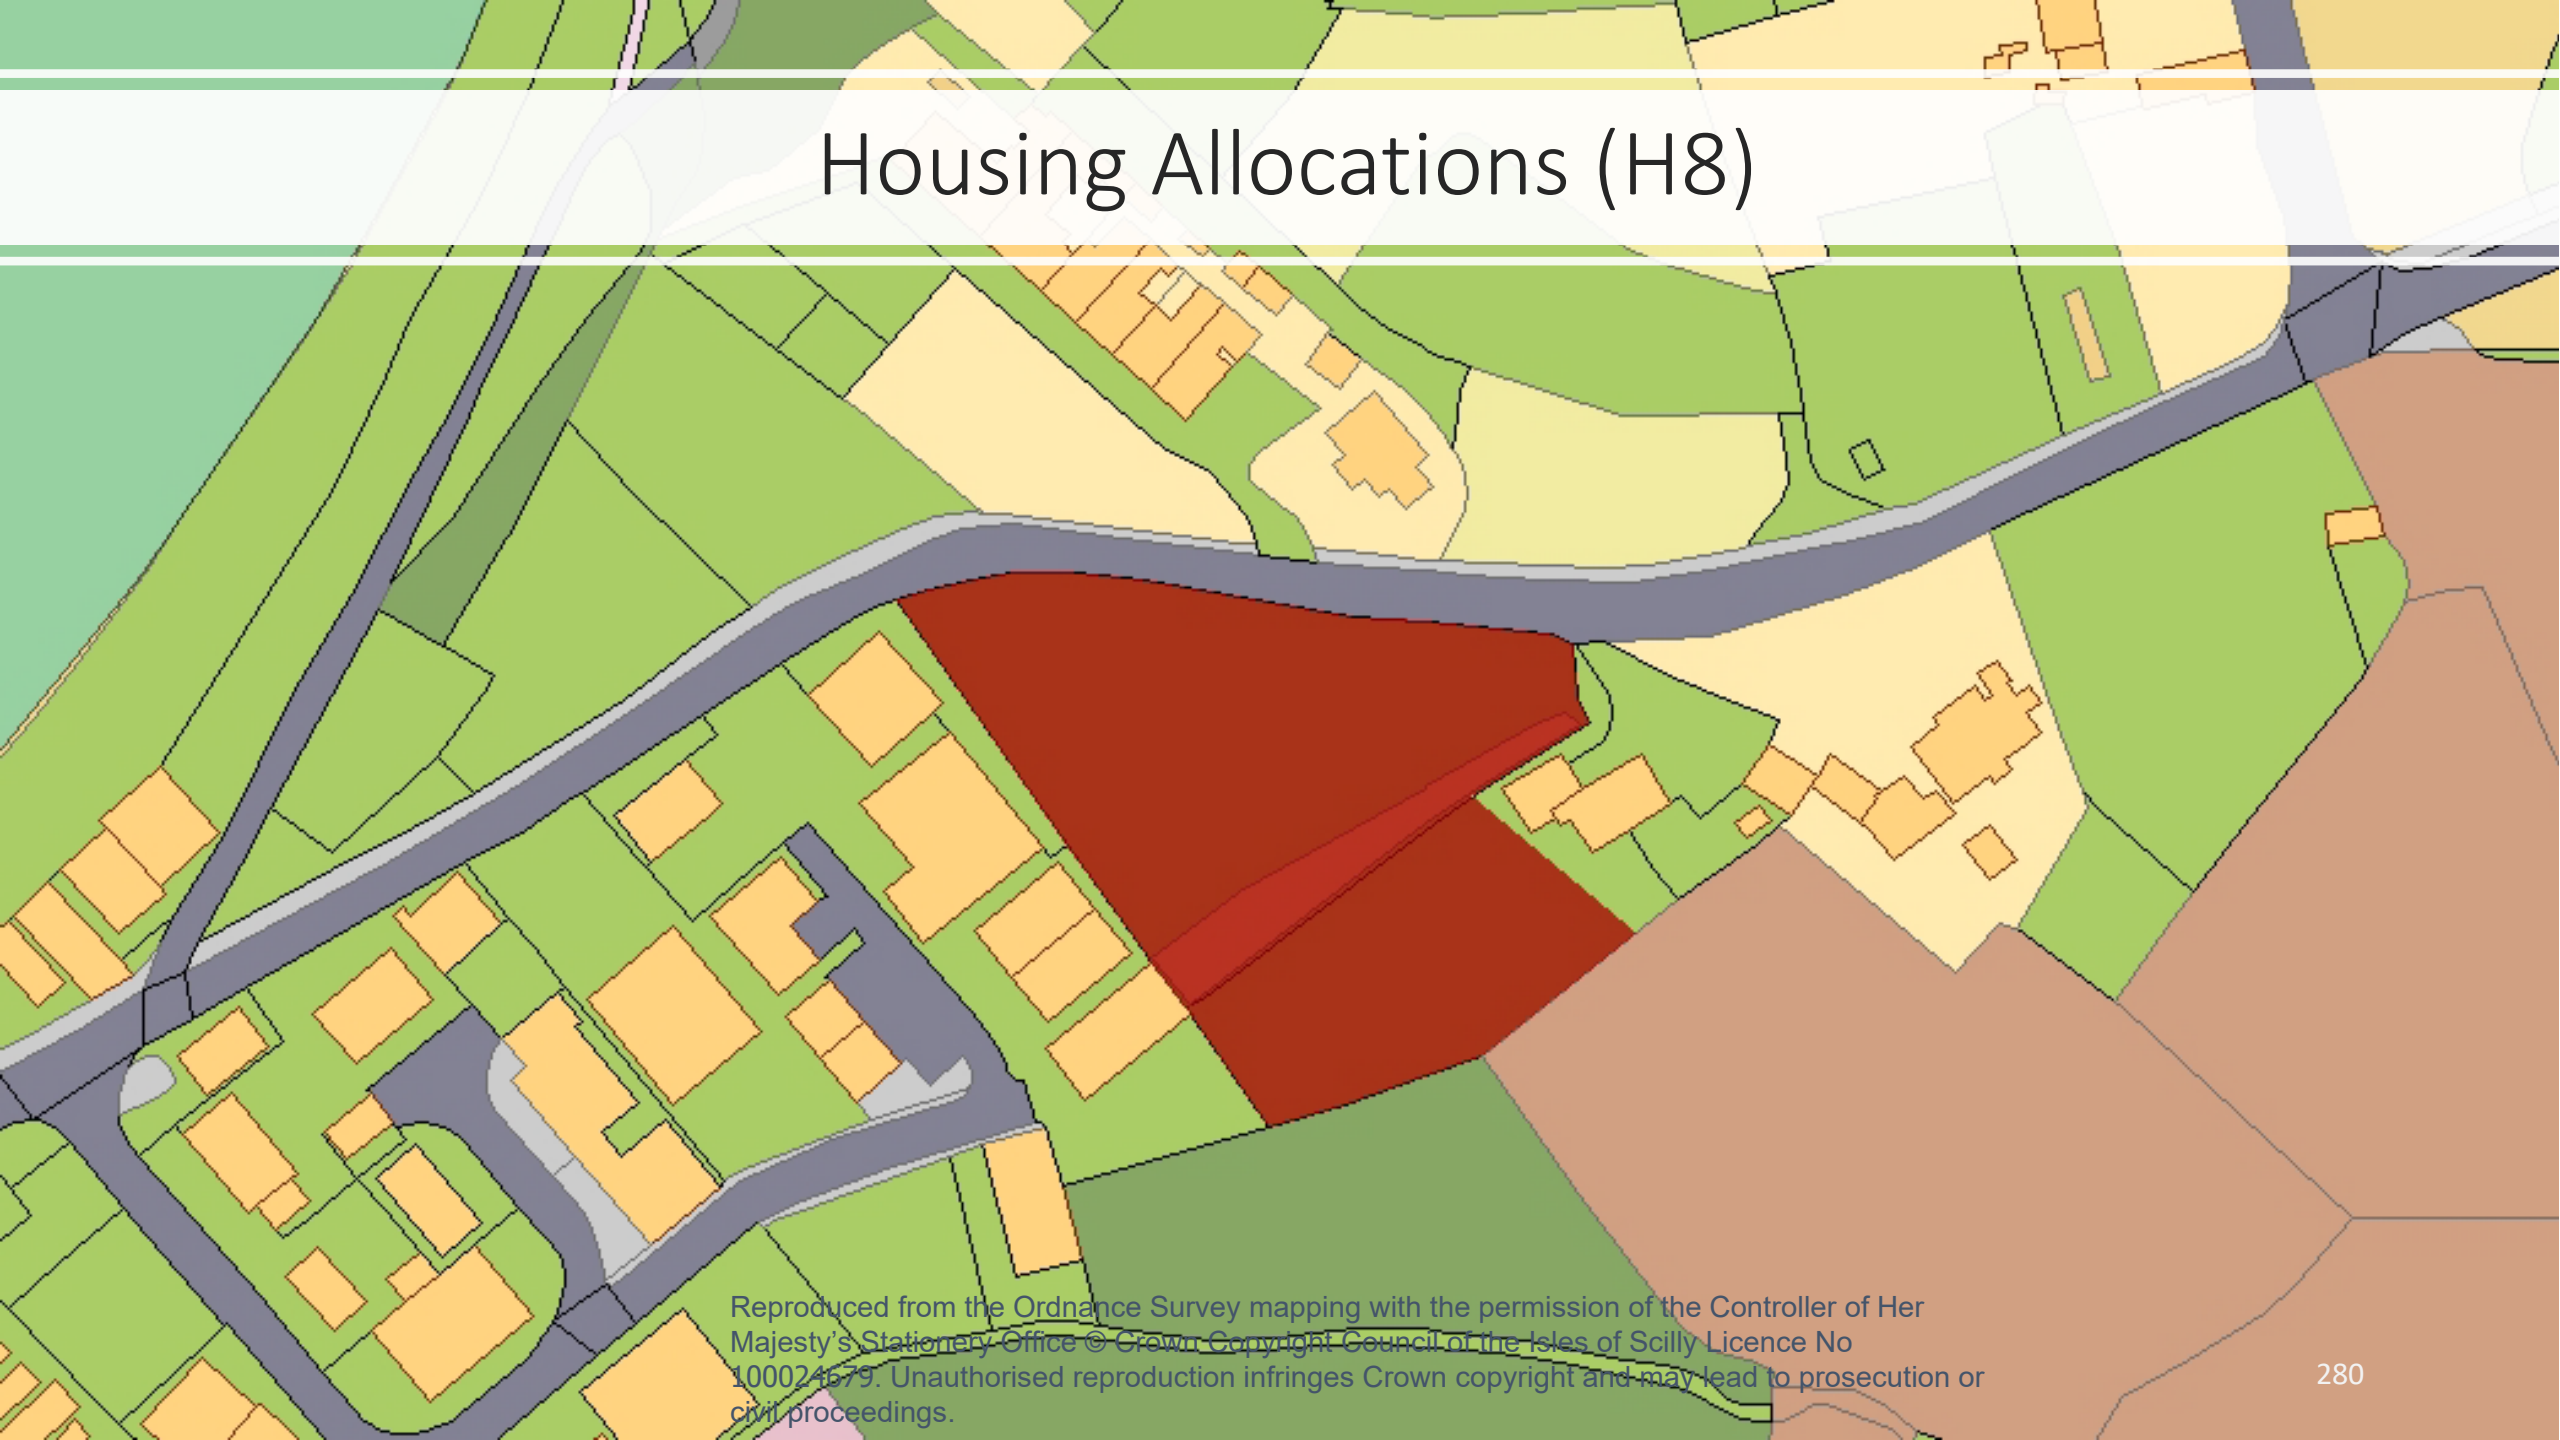 Housing Allocations (H8)
Reproduced from the Ordnance Survey mapping with the permission of the Controller of Her
Majesty’s Stationery Office © Crown Copyright Council of the Isles of Scilly Licence No
100024679. Unauthorised reproduction infringes Crown copyright and may lead to prosecution or
civil proceedings.
280